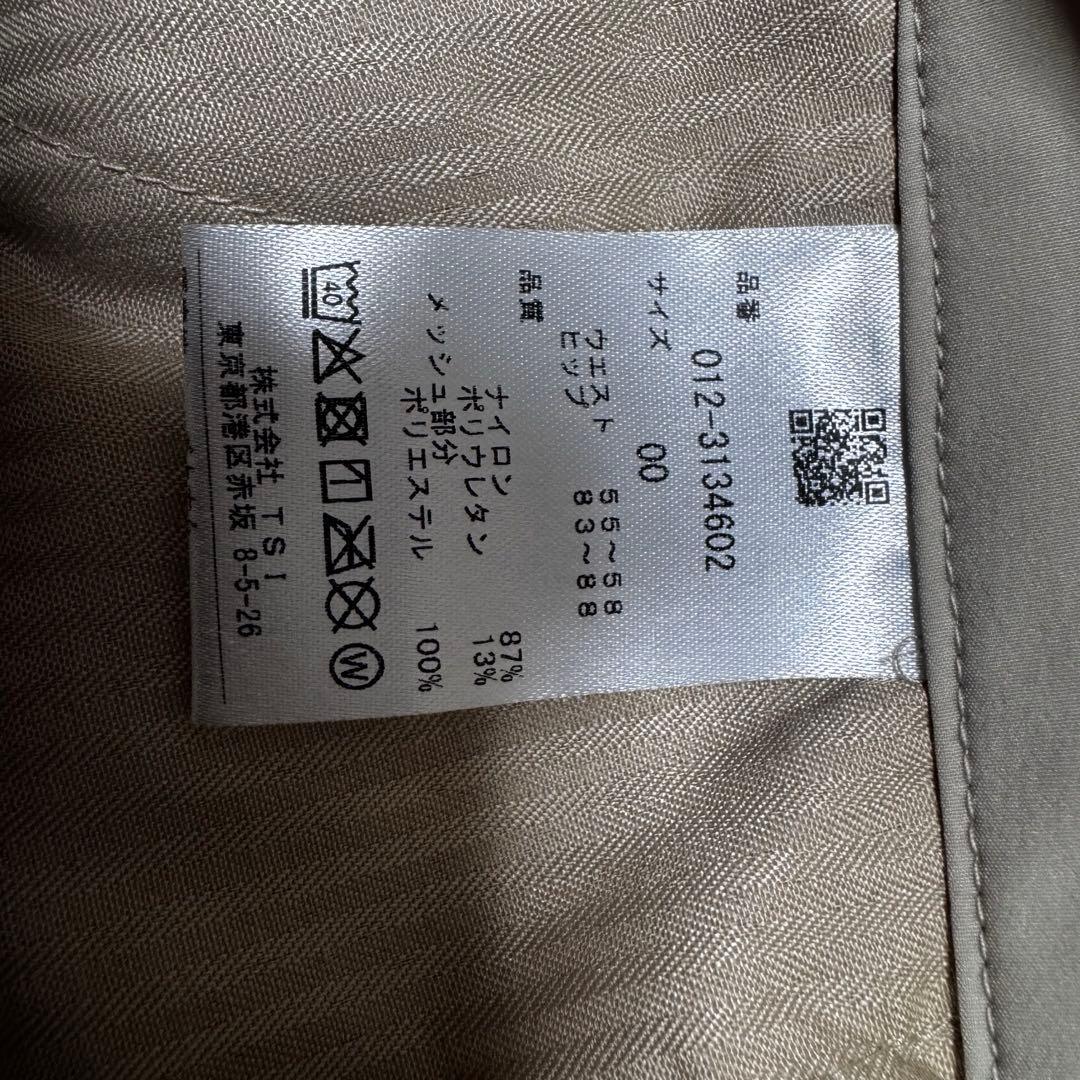 品番
012-3134602
サイズ
00
ウエスト 55～58
ヒップ 83～88
品質
ナイロン 87%
ポリウレタン 13%
メッシュ部分
ポリエステル 100%
40
W
株式会社 TSI
東京都港区赤坂 8-5-26